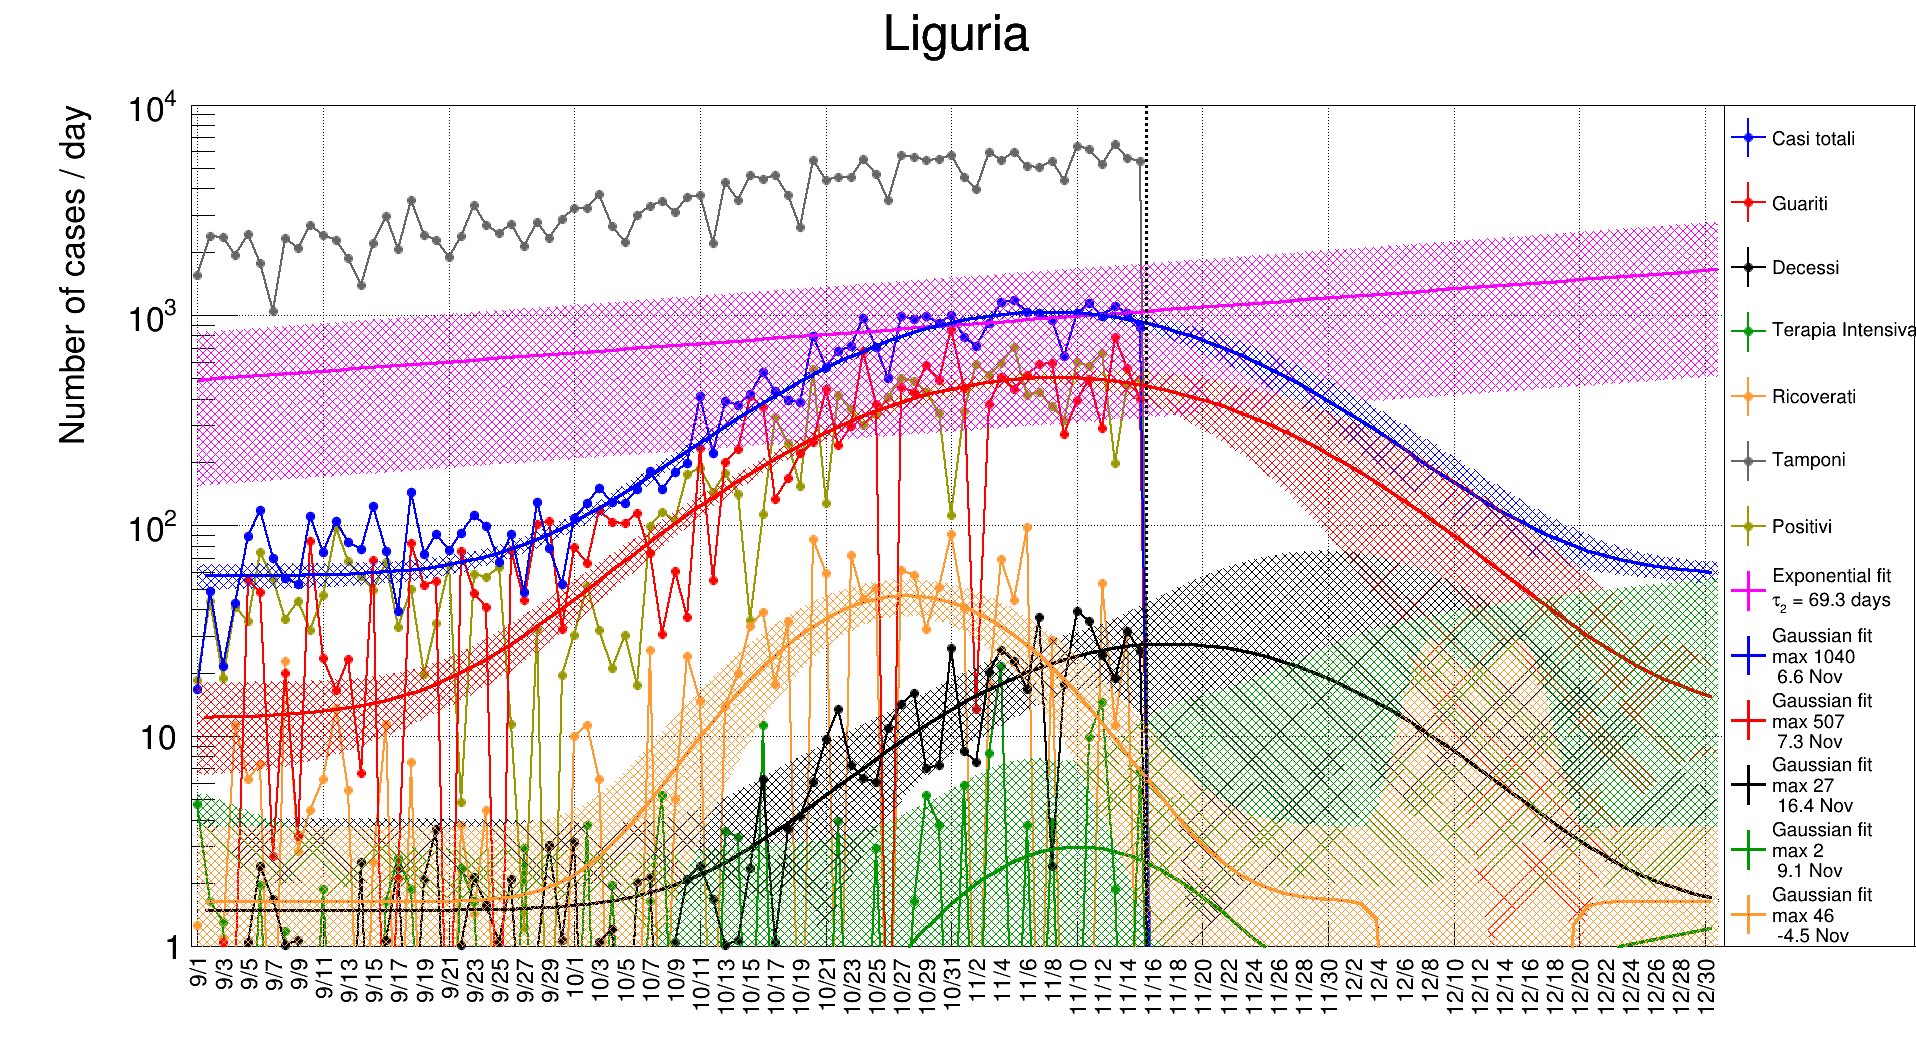 Liguria
Number of cases / day
10^4
10^3
10^2
10
1
9/1
9/3
9/5
9/7
9/9
9/11
9/13
9/15
9/17
9/19
9/21
9/23
9/25
9/27
9/29
10/1
10/3
10/5
10/7
10/9
10/11
10/13
10/15
10/17
10/19
10/21
10/23
10/25
10/27
10/29
10/31
11/2
11/4
11/6
11/8
11/10
11/12
11/14
11/16
11/18
11/20
11/22
11/24
11/26
11/28
11/30
12/2
12/4
12/6
12/8
12/10
12/12
12/14
12/16
12/18
12/20
12/22
12/24
12/26
12/28
12/30
Casi totali
Guariti
Decessi
Terapia Intensiva
Ricoverati
Tamponi
Positivi
Exponential fit
τ2 = 69.3 days
Gaussian fit
max 1040
6.6 Nov
Gaussian fit
max 507
7.3 Nov
Gaussian fit
max 27
16.4 Nov
Gaussian fit
max 2
9.1 Nov
Gaussian fit
max 46
-4.5 Nov